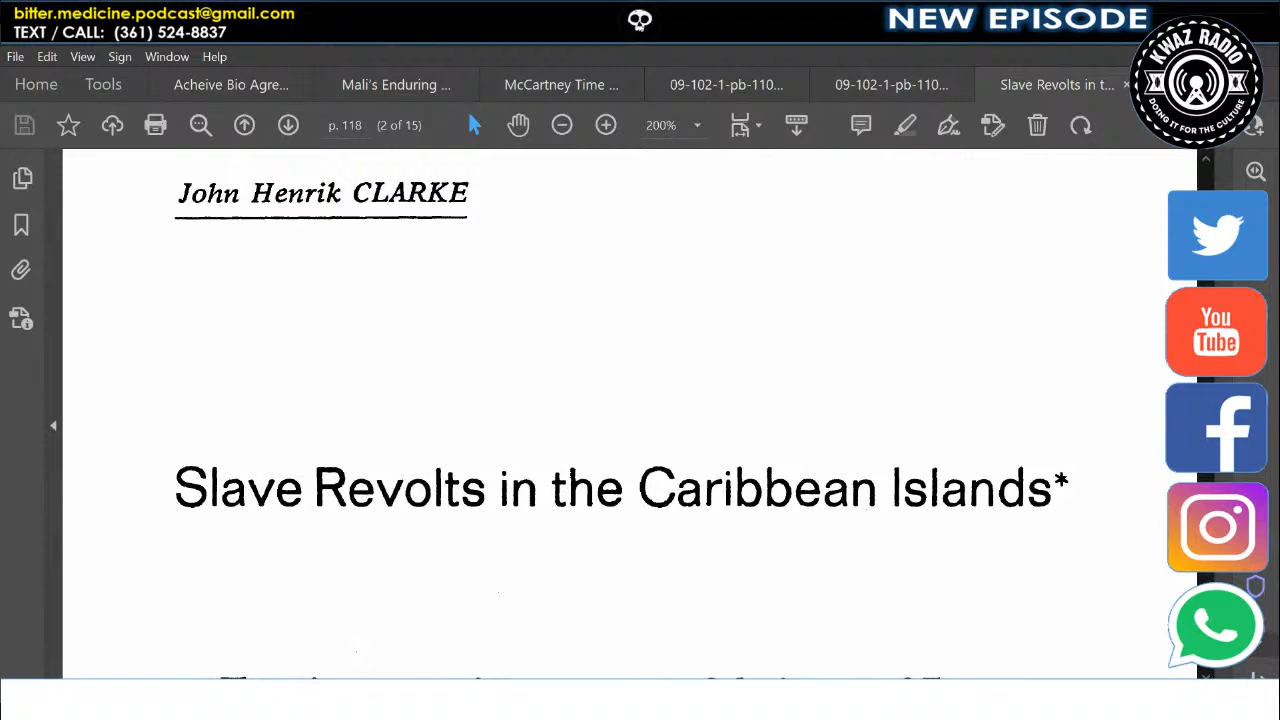 bitter.medicine.podcast@gmail.com
TEXT / CALL: (361) 524-8837
NEW EPISODE
KWAZ RADIO
DOING IT FOR THE CULTURE
File Edit View Sign Window Help
Home Tools Acheive Bio Agre... Mali's Enduring ... McCartney Time ... 09-102-1-pb-110... 09-102-1-pb-110... Slave Revolts in t... ×
p. 118 (2 of 15) 200%
John Henrik CLARKE
You
Tube
Slave Revolts in the Caribbean Islands*